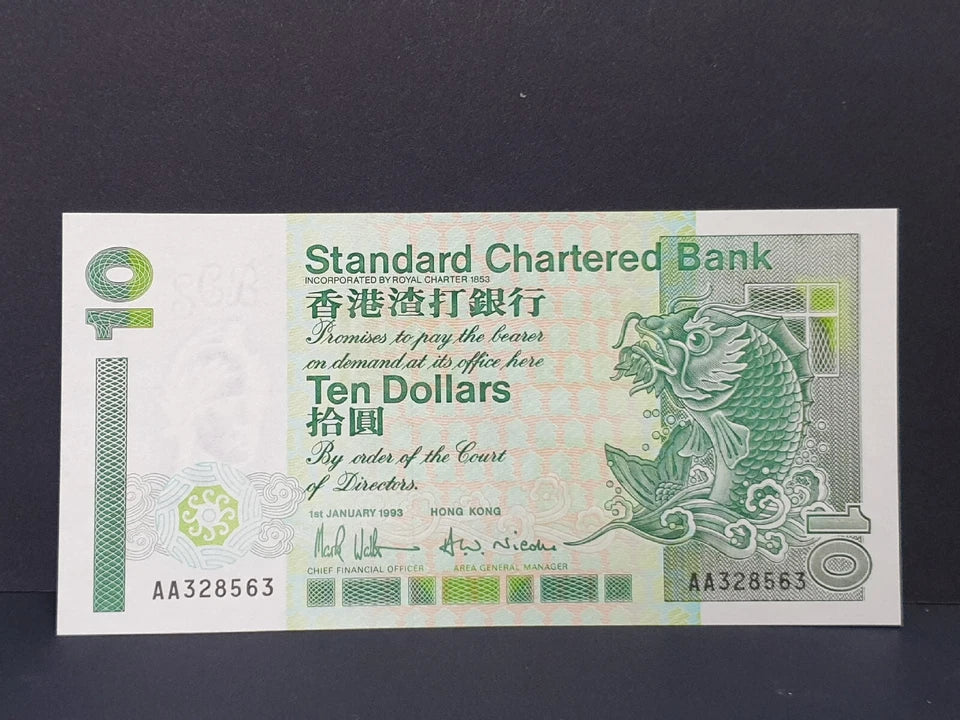 10
Standard Chartered Bank
INCORPORATED BY ROYAL CHARTER 1853
香港渣打銀行
Promises to pay the bearer
on demand at its office here
Ten Dollars
拾圓
By order of the Court
of Directors.
1st JANUARY 1993 HONG KONG
CHIEF FINANCIAL OFFICER AREA GENERAL MANAGER
AA328563
AA328563
10